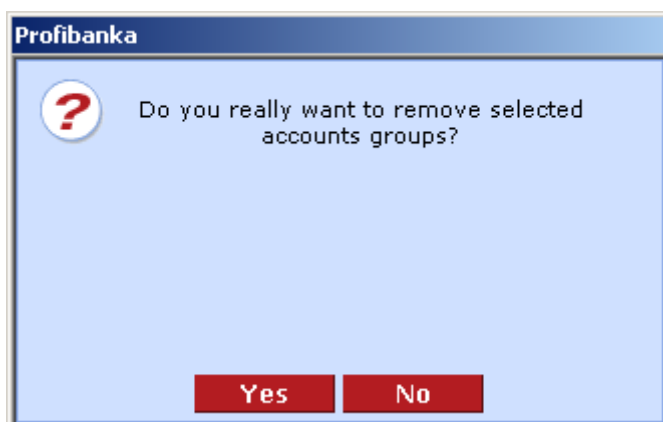 Profibanka
Do you really want to remove selected
accounts groups?
Yes
No